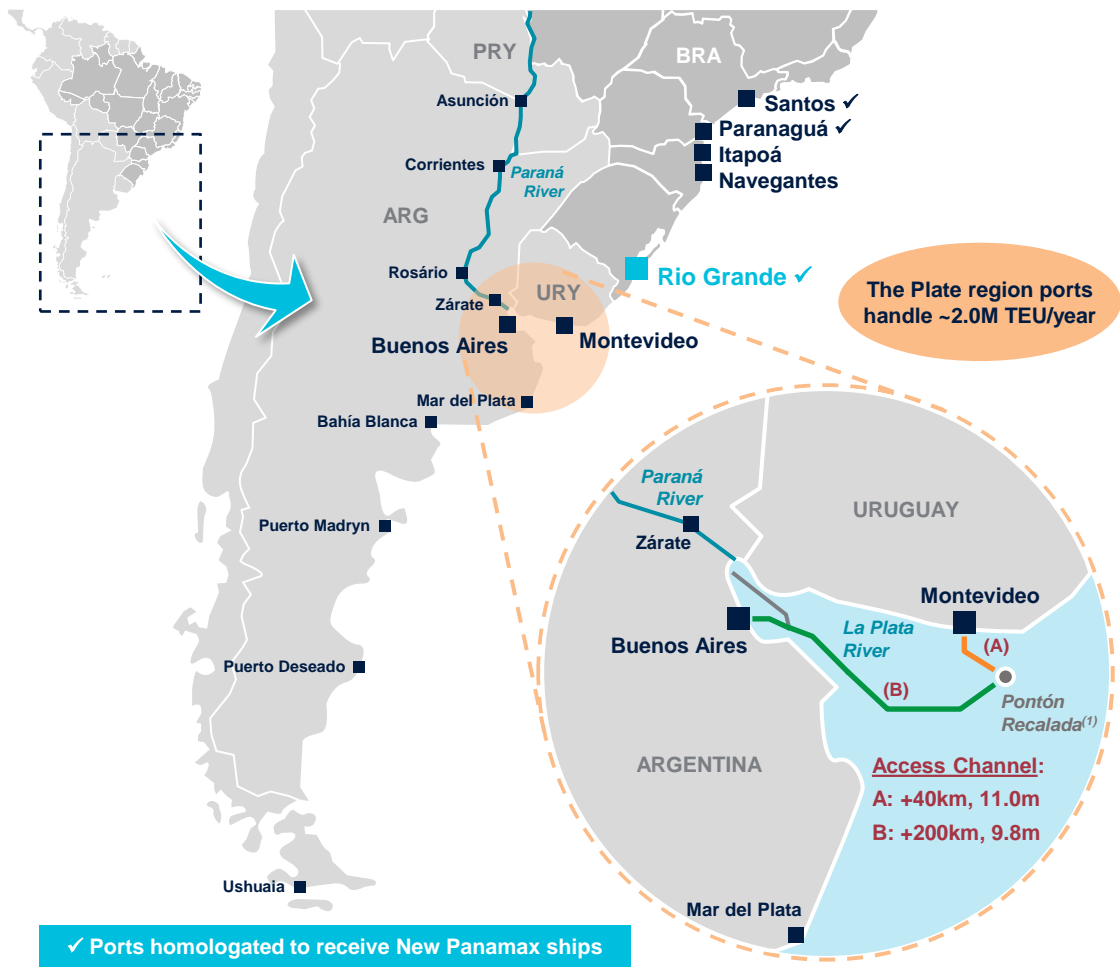 PRY
BRA
Asunción
Santos ✓
Paranaguá ✓
Itapoá
Navegantes
Corrientes
Paraná
River
ARG
Rosário
Rio Grande ✓
URY
Zárate
Buenos Aires
Montevideo
The Plate region ports
handle ~2.0M TEU/year
Mar del Plata
Bahía Blanca
Puerto Madryn
Puerto Deseado
Ushuaia
Paraná
River
URUGUAY
Zárate
Montevideo
Buenos Aires
La Plata
River
(A)
(B)
Pontón
Recalada(1)
ARGENTINA
Access Channel:
A: +40km, 11.0m
B: +200km, 9.8m
Mar del Plata
✓ Ports homologated to receive New Panamax ships